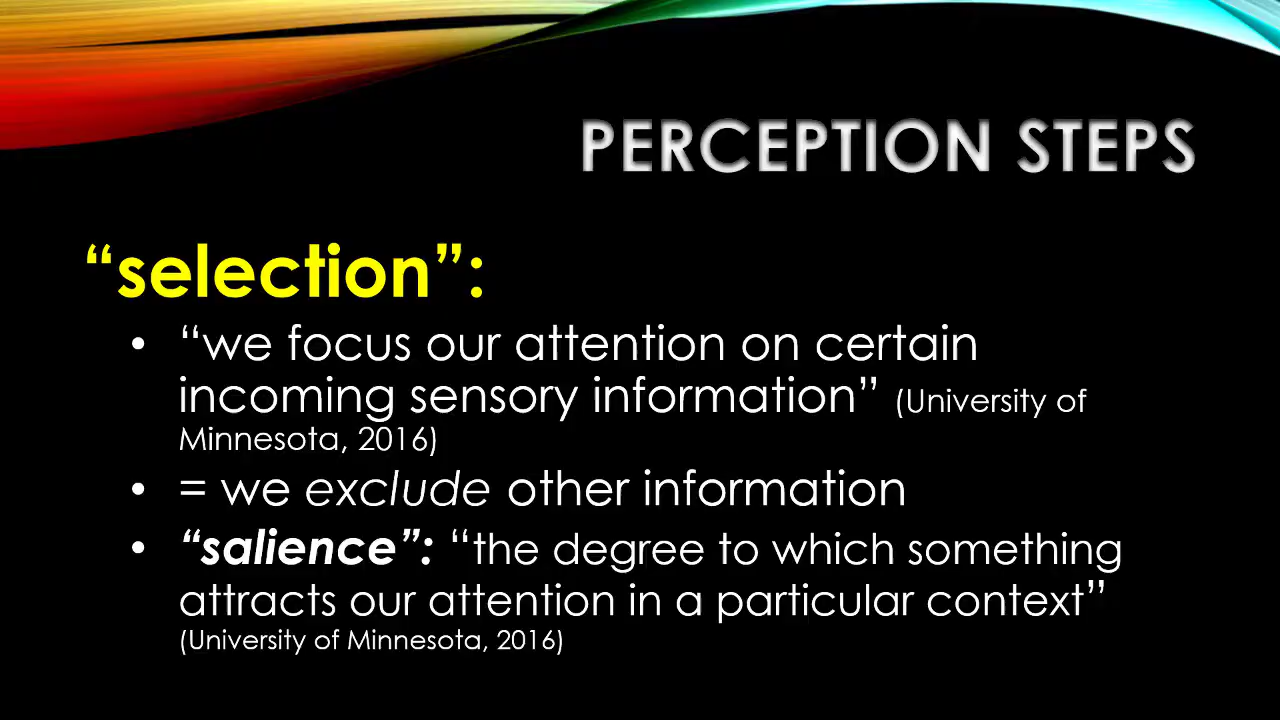 PERCEPTION STEPS
“selection”:
• “we focus our attention on certain
incoming sensory information” (University of
Minnesota, 2016)
• = we exclude other information
• “salience”: “the degree to which something
attracts our attention in a particular context”
(University of Minnesota, 2016)